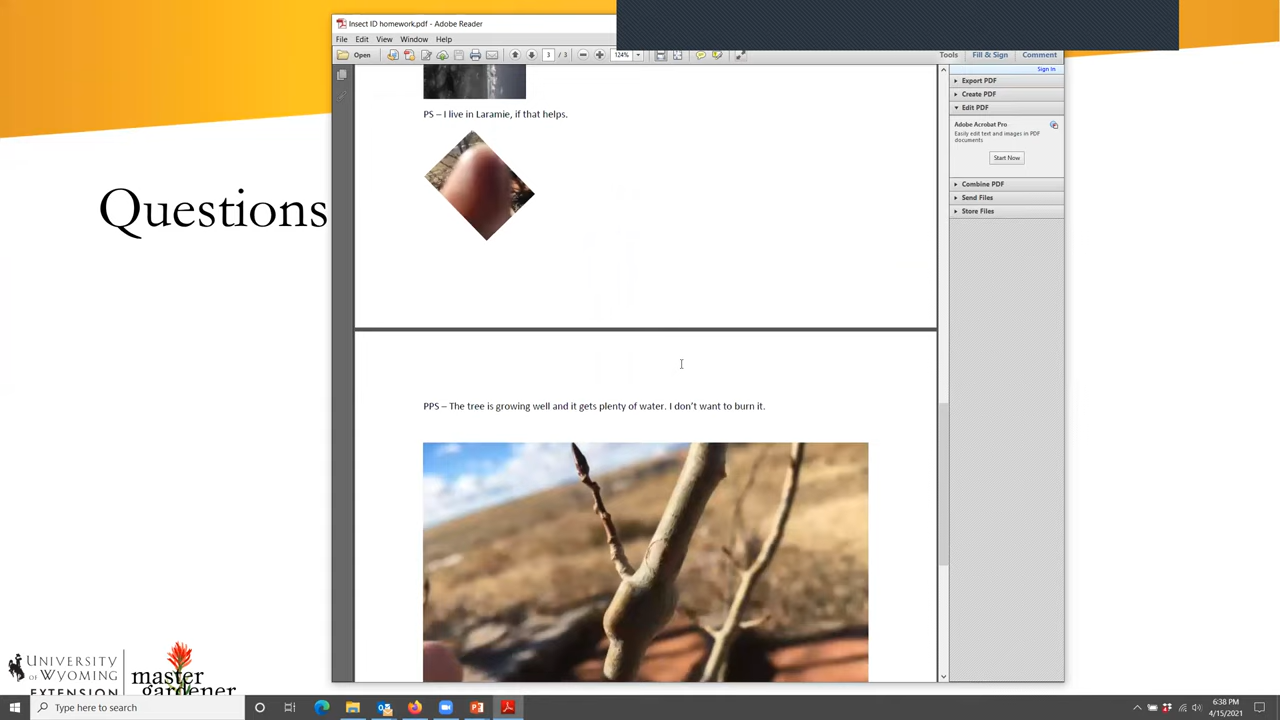 Insect ID homework.pdf - Adobe Reader
File Edit View Window Help
Open
3 / 3
124%
Tools Fill & Sign Comment
Sign In
Export PDF
Create PDF
Edit PDF
Adobe Acrobat Pro
Easily edit text and images in PDF
documents
Start Now
Combine PDF
Send Files
Store Files
PS – I live in Laramie, if that helps.
Questions
PPS – The tree is growing well and it gets plenty of water. I don't want to burn it.
UNIVERSITY
OF WYOMING
EXTENSION
master
gardener
Type here to search
6:38 PM
4/15/2021